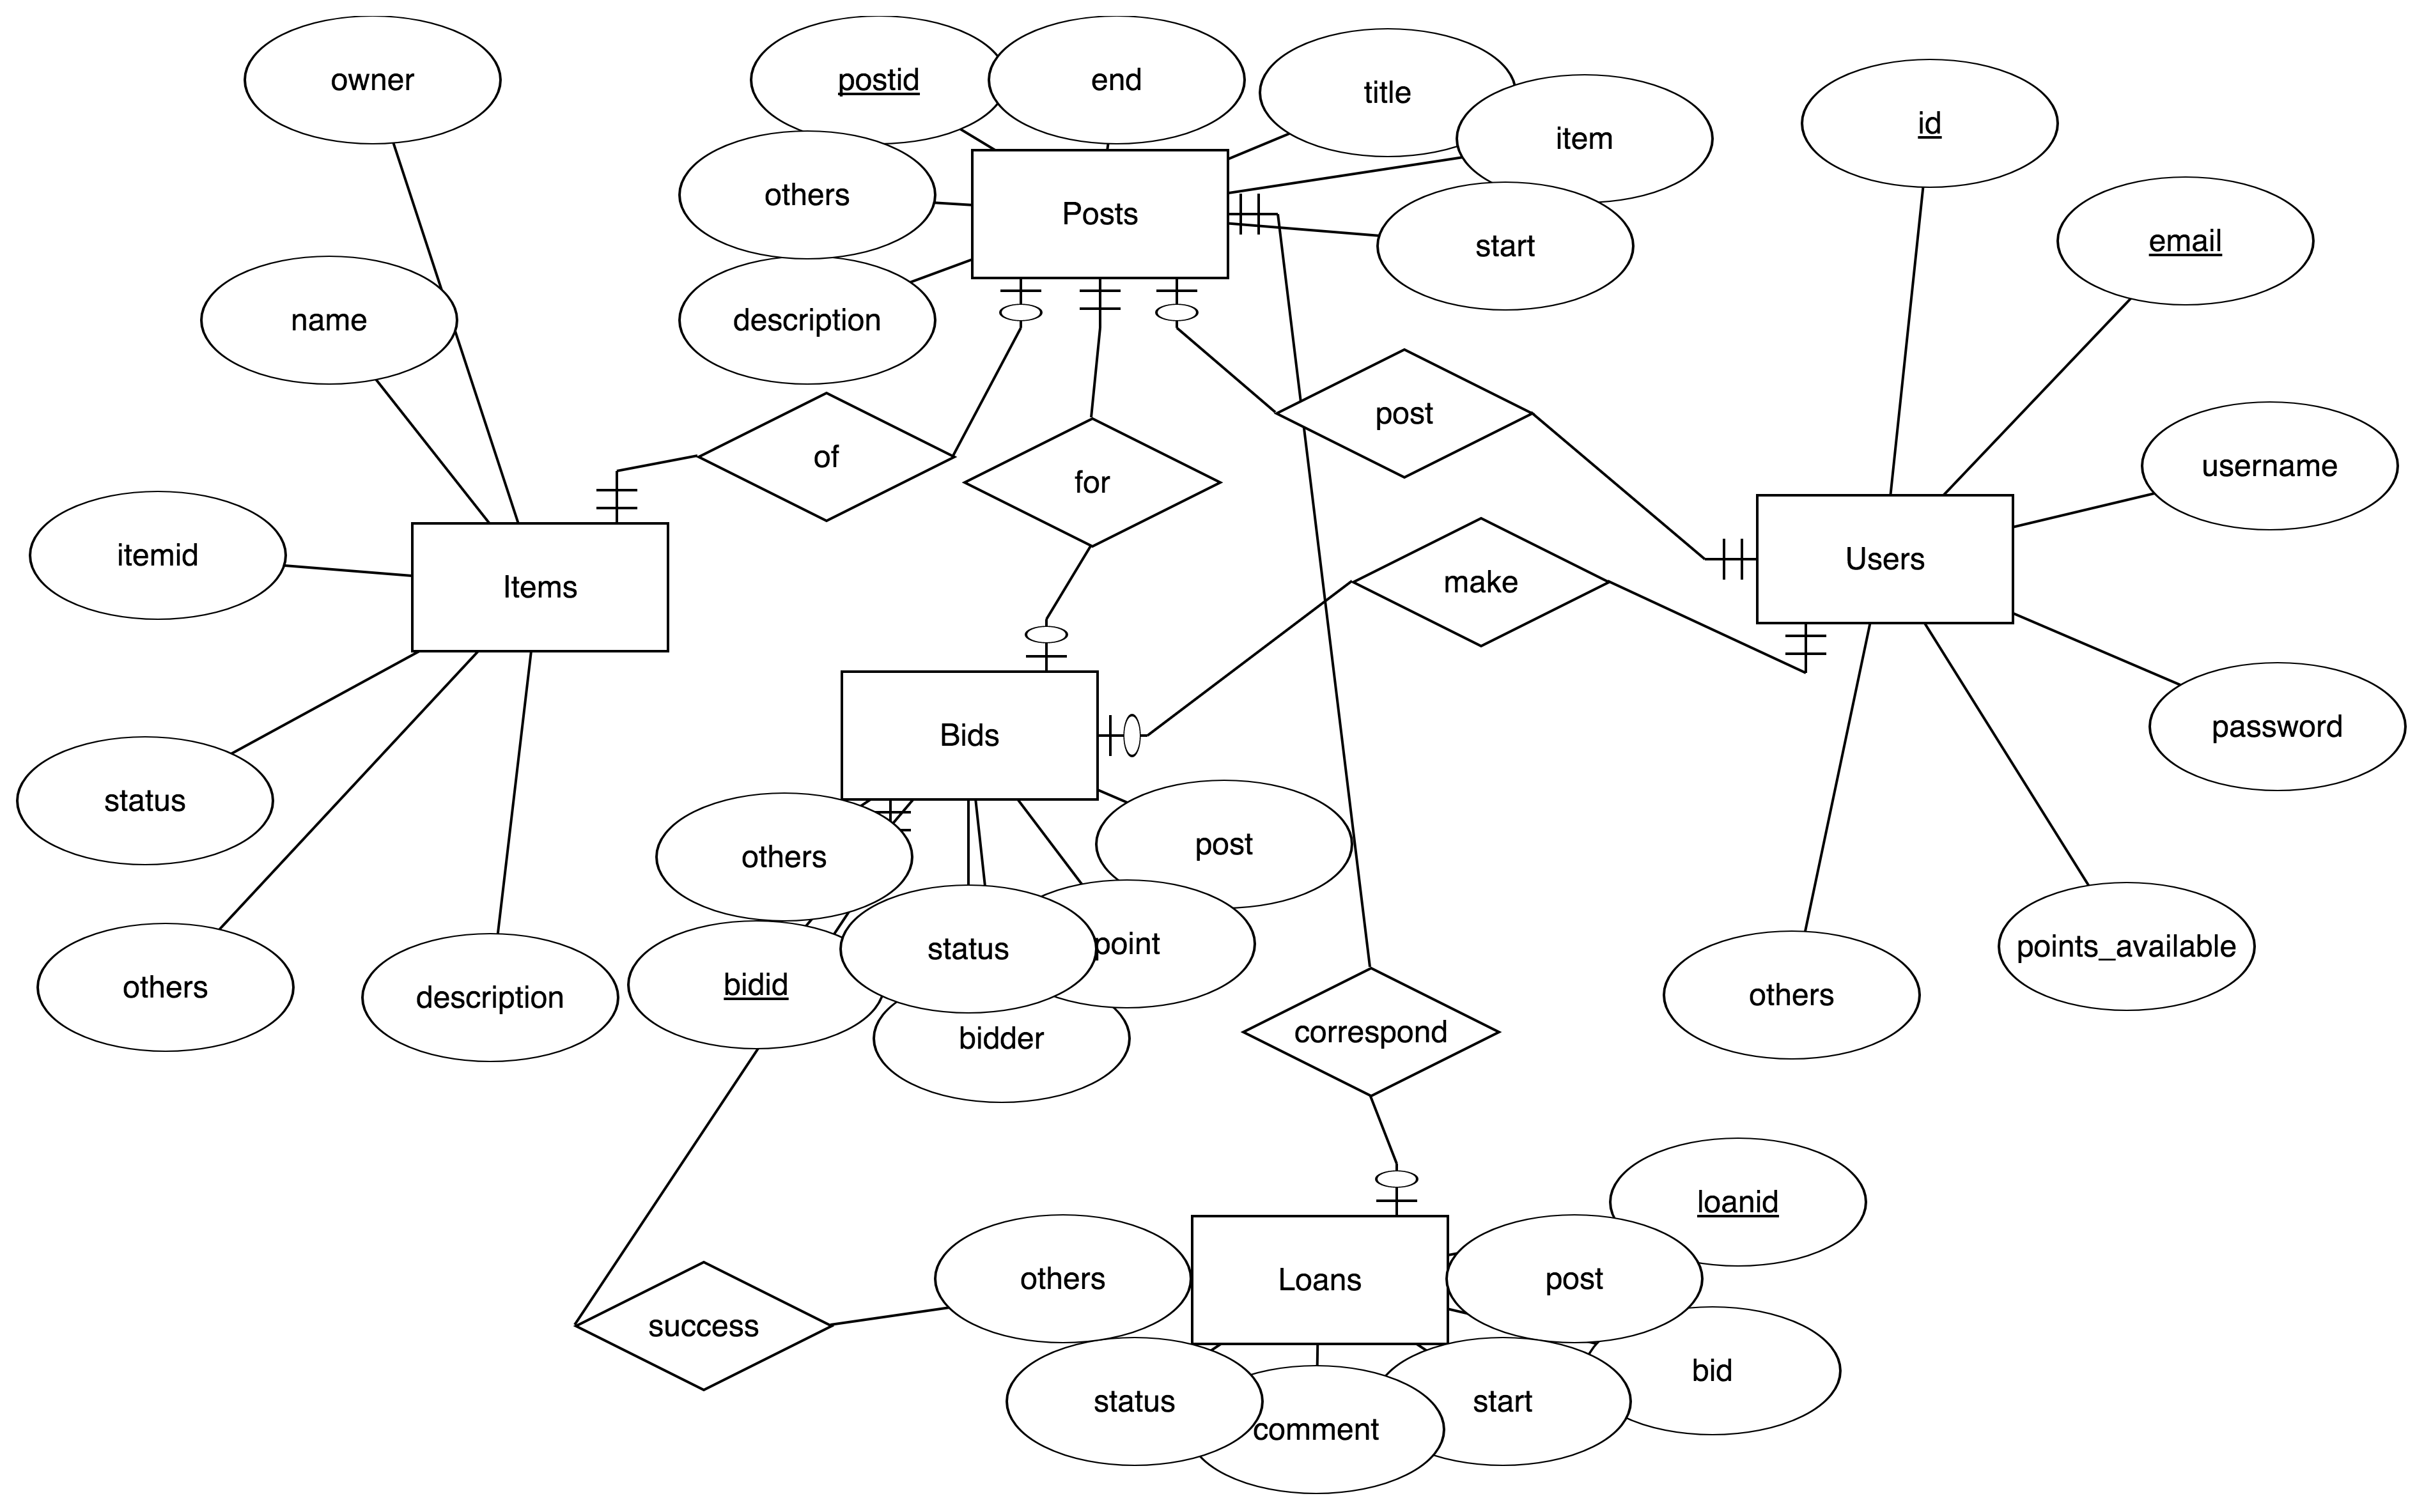 owner
postid
end
title
item
id
others
Posts
start
email
name
description
post
username
of
for
itemid
Items
make
Users
status
Bids
password
others
post
others
description
bidid
status
point
bidder
points_available
others
correspond
loanid
others
Loans
post
success
status
comment
start
bid